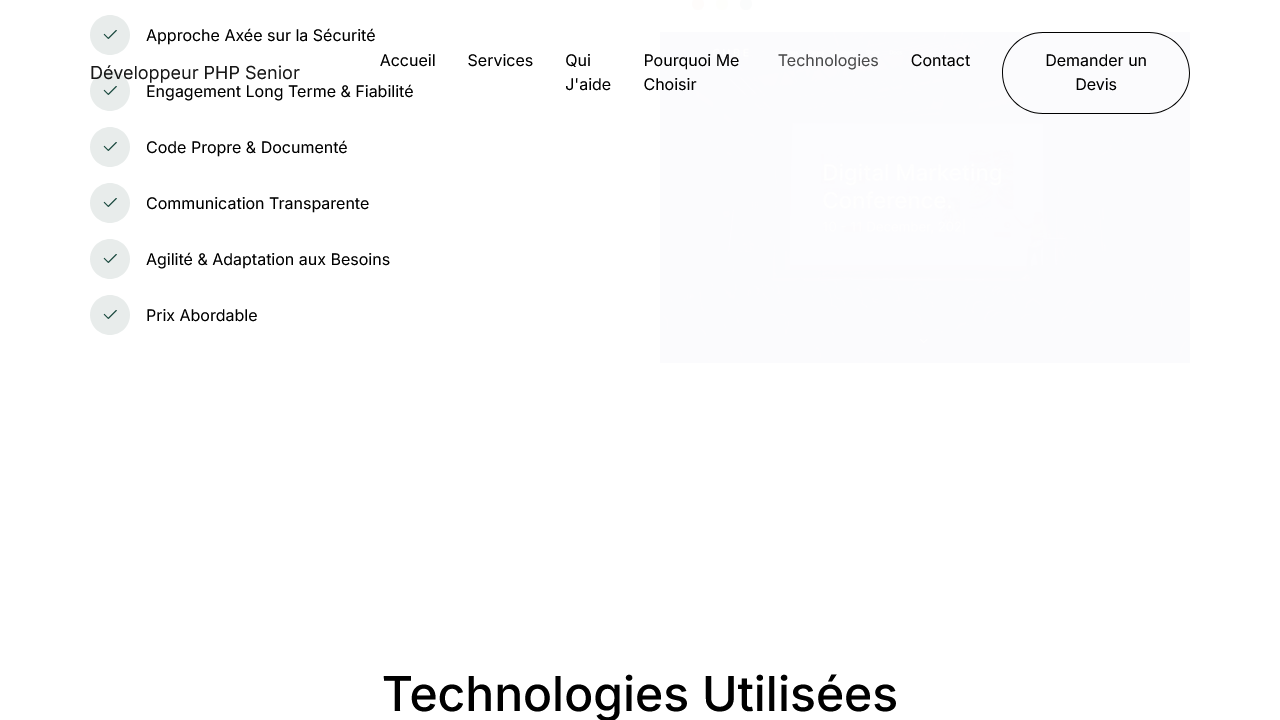 Approche Axée sur la Sécurité
Développeur PHP Senior
Accueil
Services
Qui
J'aide
Pourquoi Me
Choisir
Technologies
Contact
Demander un
Devis
Engagement Long Terme & Fiabilité
Code Propre & Documenté
Communication Transparente
Agilité & Adaptation aux Besoins
Prix Abordable
Digital Marketing
Conference
Technologies Utilisées